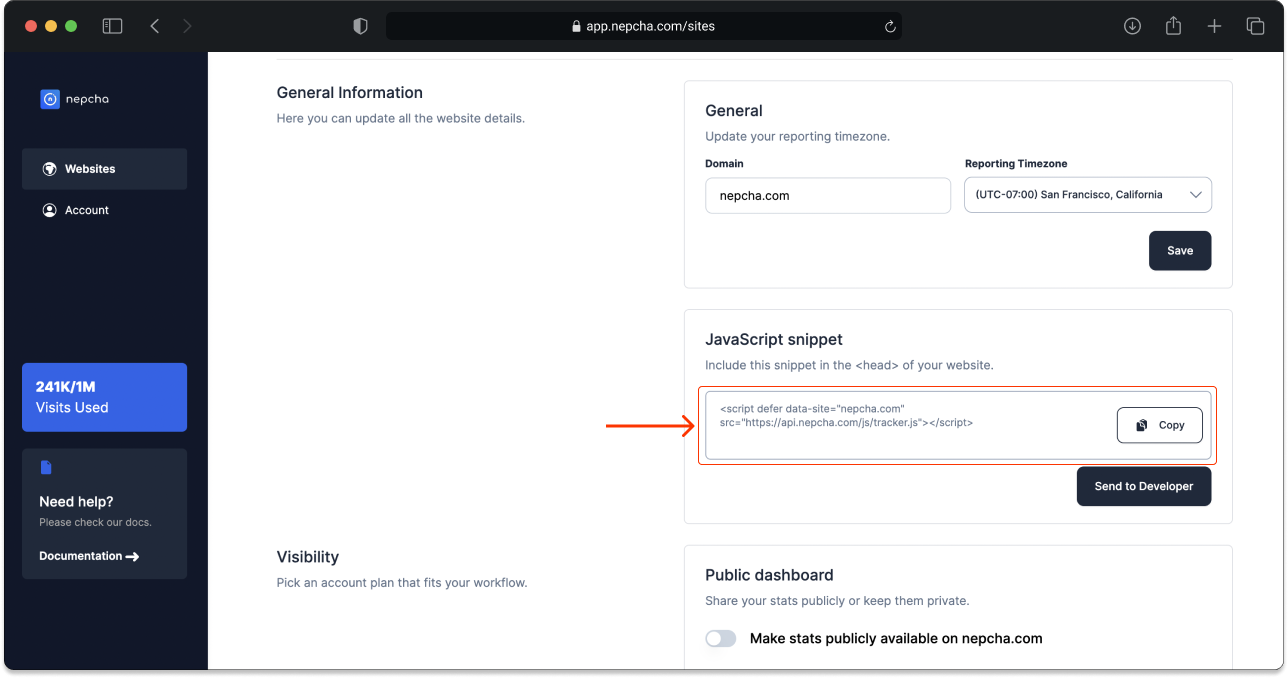 app.nepcha.com/sites
nepcha
Websites
Account
241K/1M
Visits Used
Need help?
Please check our docs.
Documentation
General Information
Here you can update all the website details.
General
Update your reporting timezone.
Domain
Reporting Timezone
nepcha.com
(UTC-07:00) San Francisco, California
Save
JavaScript snippet
Include this snippet in the <head> of your website.
<script defer data-site="nepcha.com"
src="https://api.nepcha.com/js/tracker.js"></script>
Copy
Send to Developer
Visibility
Pick an account plan that fits your workflow.
Public dashboard
Share your stats publicly or keep them private.
Make stats publicly available on nepcha.com